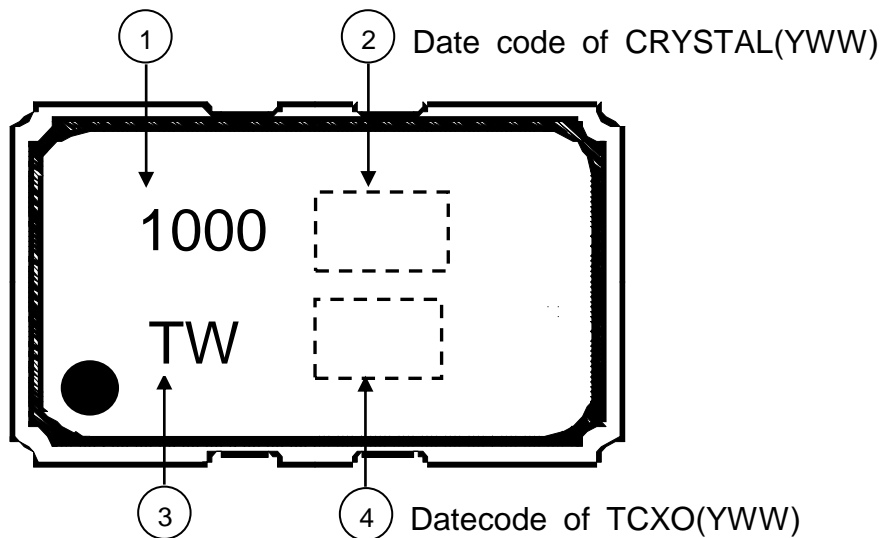 1
2 Date code of CRYSTAL(YWW)
1000
TW
3
4 Datecode of TCXO(YWW)